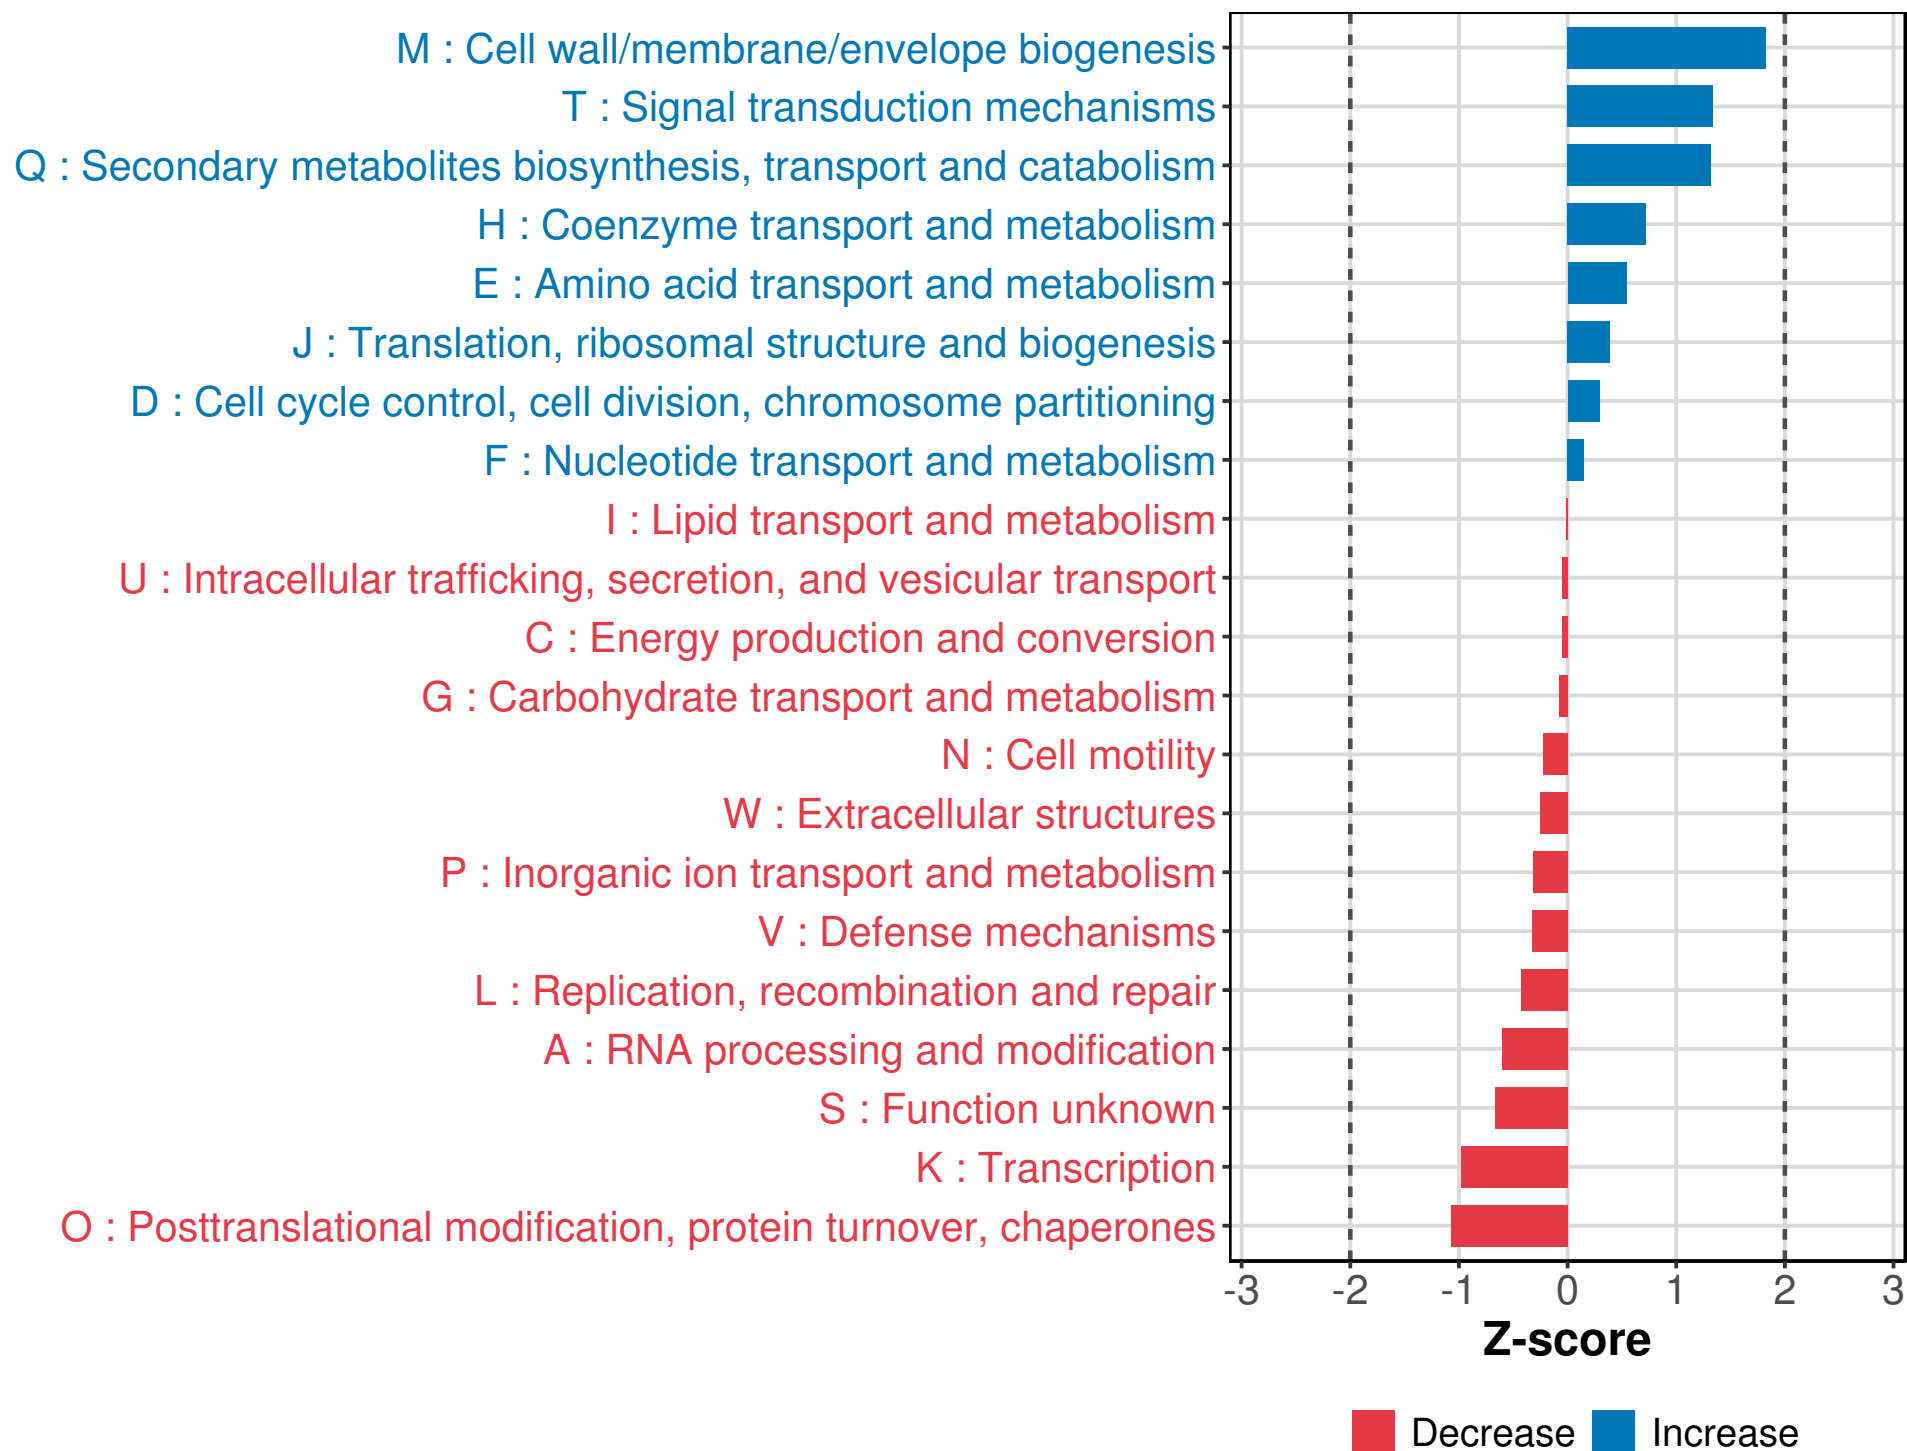 M : Cell wall/membrane/envelope biogenesis
T : Signal transduction mechanisms
Q : Secondary metabolites biosynthesis, transport and catabolism
H : Coenzyme transport and metabolism
E : Amino acid transport and metabolism
J : Translation, ribosomal structure and biogenesis
D : Cell cycle control, cell division, chromosome partitioning
F : Nucleotide transport and metabolism
I : Lipid transport and metabolism
U : Intracellular trafficking, secretion, and vesicular transport
C : Energy production and conversion
G : Carbohydrate transport and metabolism
N : Cell motility
W : Extracellular structures
P : Inorganic ion transport and metabolism
V : Defense mechanisms
L : Replication, recombination and repair
A : RNA processing and modification
S : Function unknown
K : Transcription
O : Posttranslational modification, protein turnover, chaperones
-3 -2 -1 0 1 2 3
Z-score
Decrease Increase